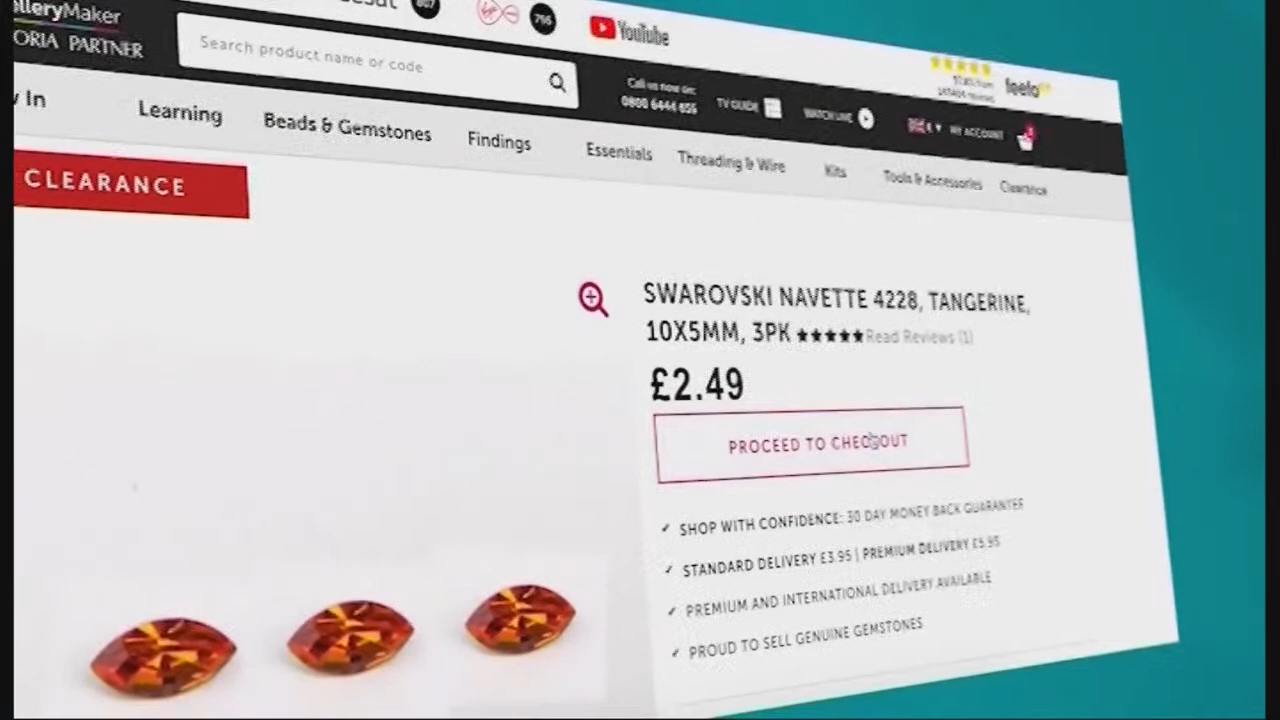 lleryMaker
ORIA PARTNER
807
755
YouTube
Search product name or code
Call us now on:
0800 6444 655
TV GUIDE
WATCH LIVE
feefo
MY ACCOUNT
In
Learning
Beads & Gemstones
Findings
Essentials
Threading & Wire
Kits
Tools & Accessories
Clearance
CLEARANCE
SWAROVSKI NAVETTE 4228, TANGERINE,
10X5MM, 3PK ★★★★★ Read Reviews (1)
£2.49
PROCEED TO CHECKOUT
✓ SHOP WITH CONFIDENCE: 30 DAY MONEY BACK GUARANTEE
✓ STANDARD DELIVERY £3.95 | PREMIUM DELIVERY £5.95
✓ PREMIUM AND INTERNATIONAL DELIVERY AVAILABLE
✓ PROUD TO SELL GENUINE GEMSTONES